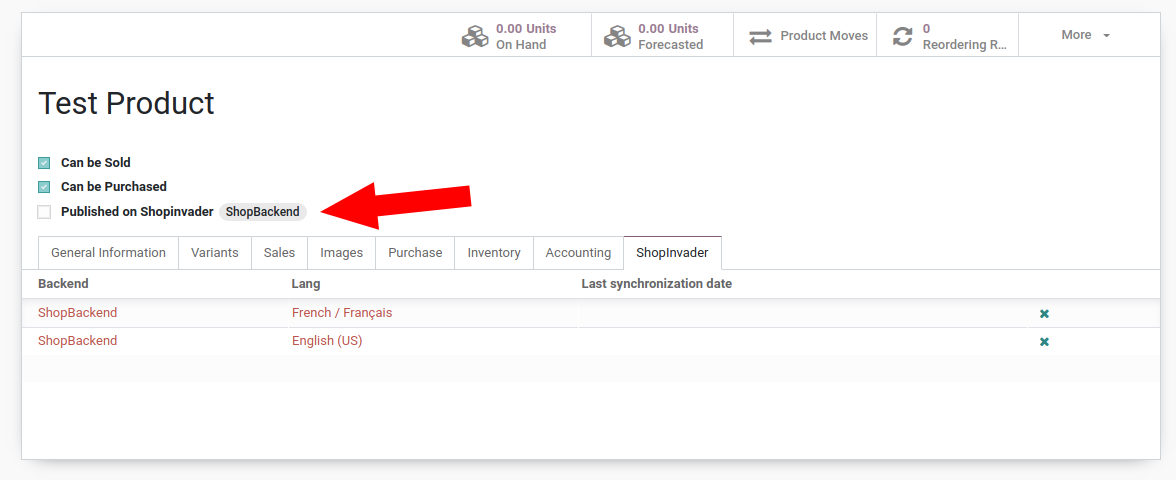 0.00 Units
On Hand
0.00 Units
Forecasted
Product Moves
0
Reordering R...
More
Test Product
Can be Sold
Can be Purchased
Published on Shopinvader ShopBackend
General Information Variants Sales Images Purchase Inventory Accounting ShopInvader
Backend Lang Last synchronization date
ShopBackend French / Français
ShopBackend English (US)